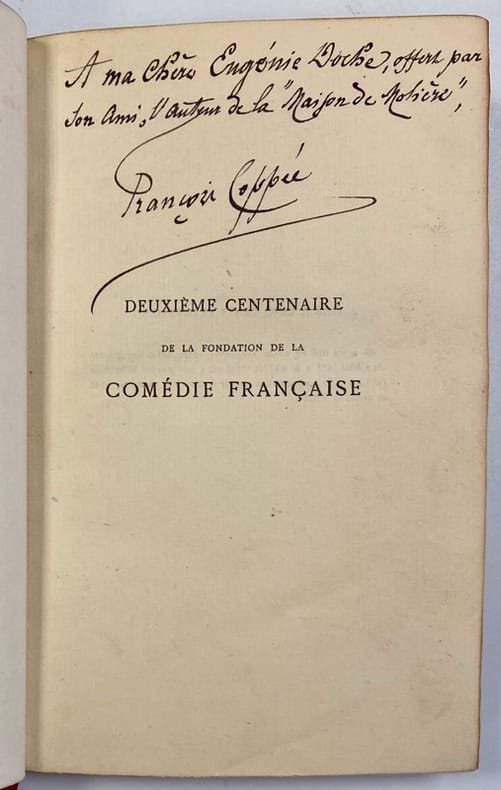 A ma Chère Eugénie Doche, offert par
son Ami, l'auteur de la "Maison de Molière",
François Coppée
DEUXIÈME CENTENAIRE
DE LA FONDATION DE LA
COMÉDIE FRANÇAISE